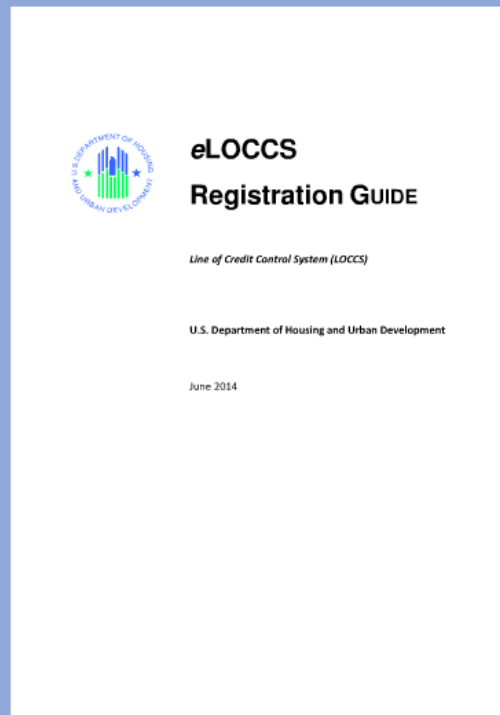 U.S. DEPARTMENT OF HOUSING
AND URBAN DEVELOPMENT
eLOCCS
Registration GUIDE
Line of Credit Control System (LOCCS)
U.S. Department of Housing and Urban Development
June 2014